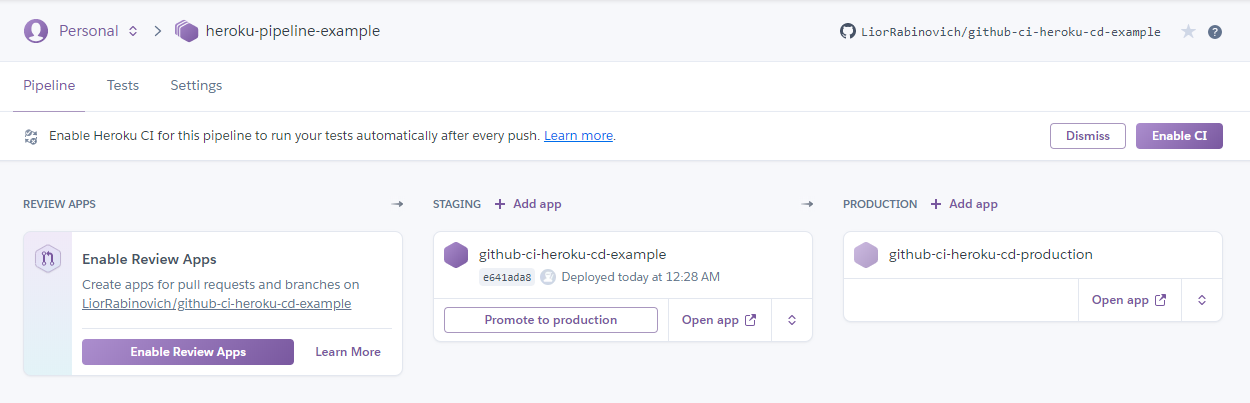 Personal heroku-pipeline-example LiorRabinovich/github-ci-heroku-cd-example ?
Pipeline Tests Settings
Enable Heroku CI for this pipeline to run your tests automatically after every push. Learn more. Dismiss Enable CI
REVIEW APPS
Enable Review Apps
Create apps for pull requests and branches on
LiorRabinovich/github-ci-heroku-cd-example
Enable Review Apps Learn More
STAGING + Add app
github-ci-heroku-cd-example
e641ada8 Deployed today at 12:28 AM
Promote to production Open app
PRODUCTION + Add app
github-ci-heroku-cd-production
Open app